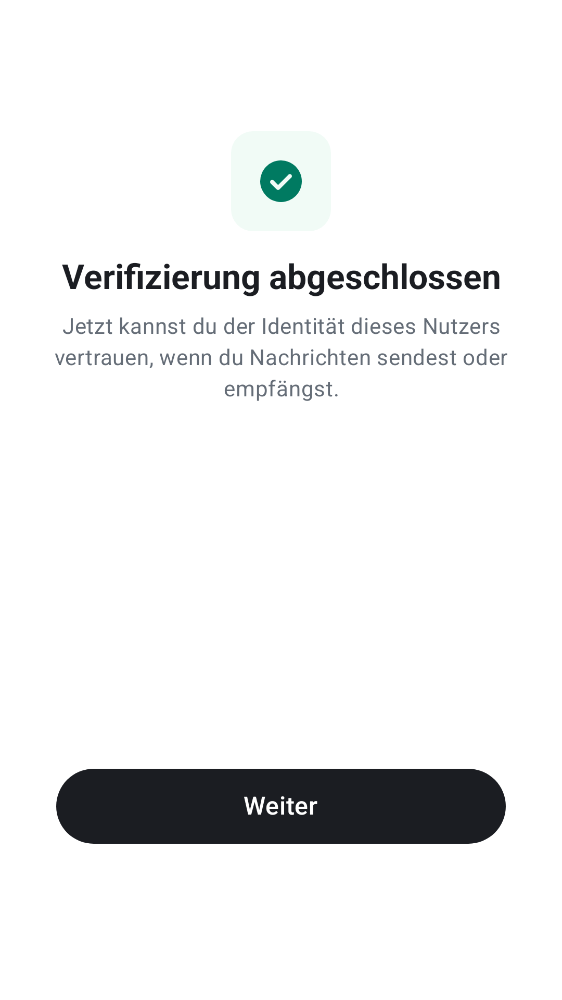 Verifizierung abgeschlossen
Jetzt kannst du der Identität dieses Nutzers
vertrauen, wenn du Nachrichten sendest oder
empfängst.
Weiter